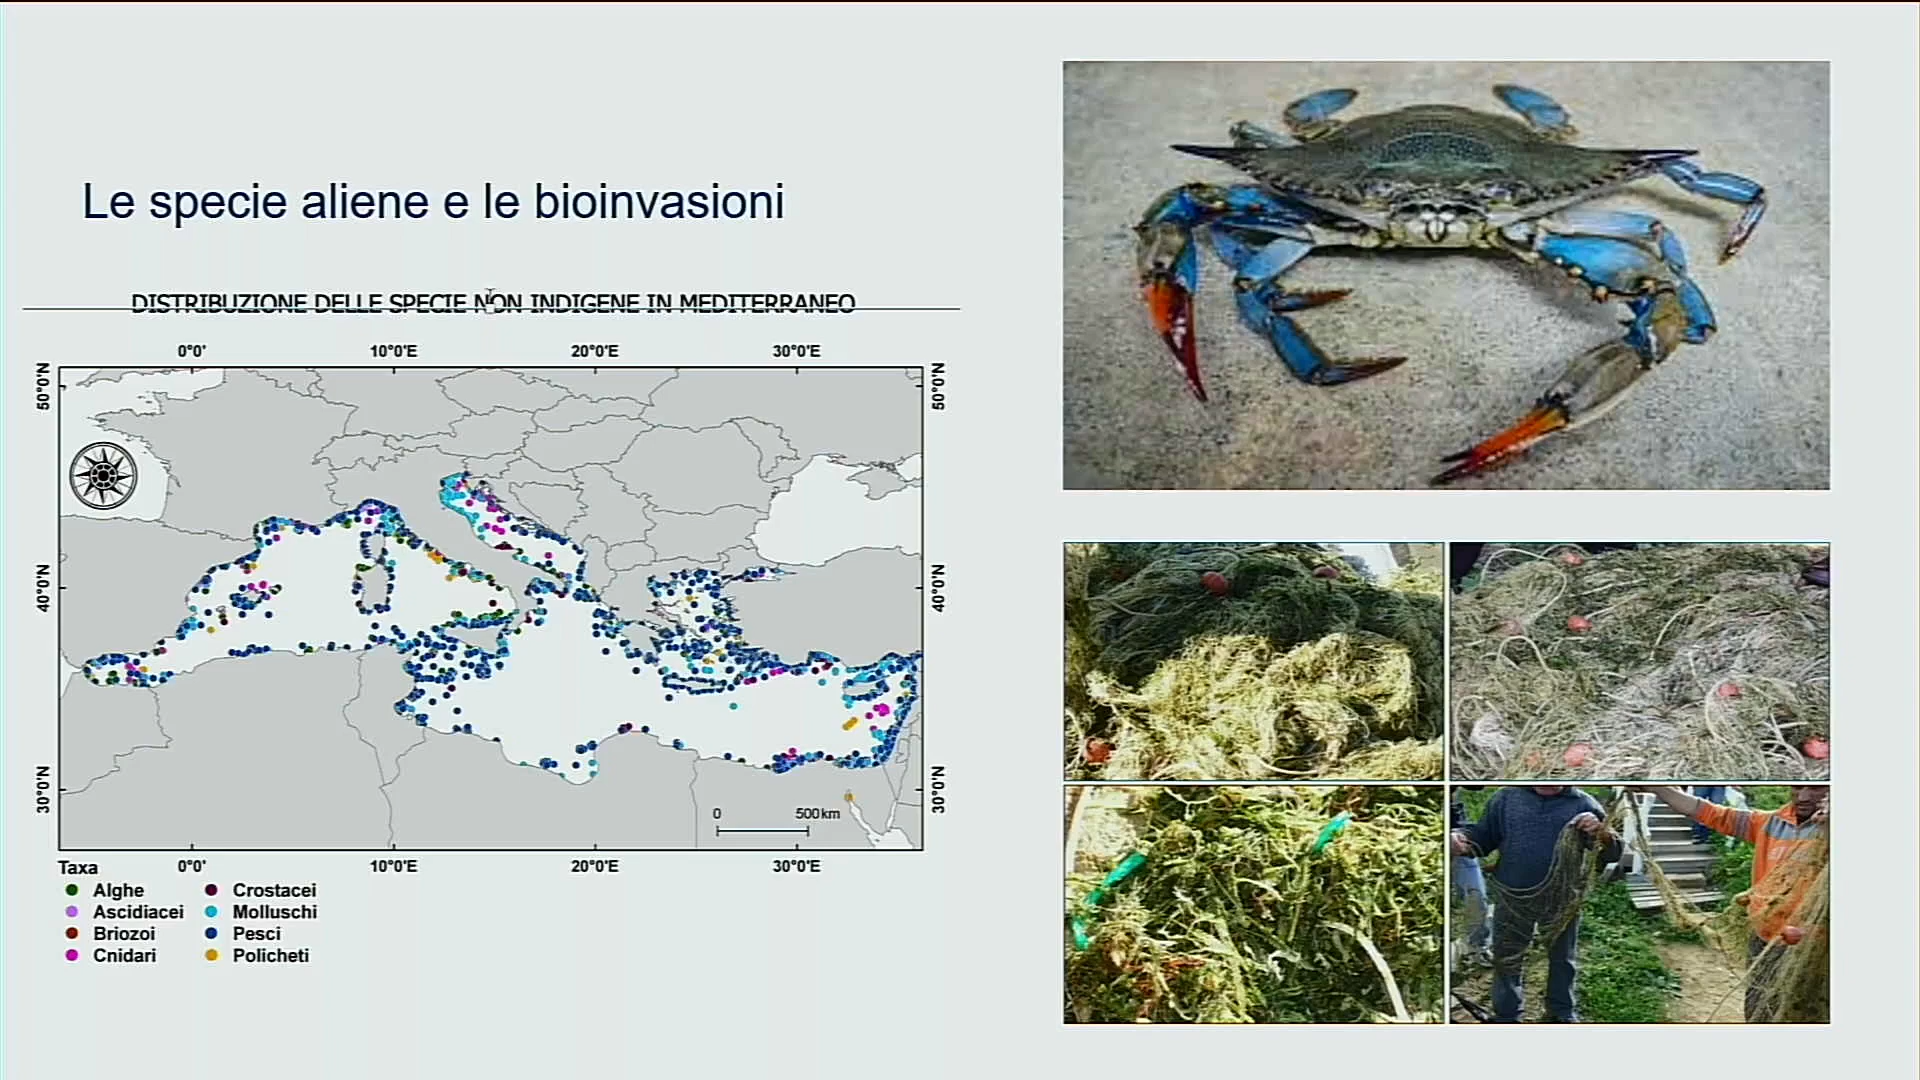 Le specie aliene e le bioinvasioni
DISTRIBUZIONE DELLE SPECIE NON INDIGENE IN MEDITERRANEO
0°0' 10°0'E 20°0'E 30°0'E
50°0'N 50°0'N
40°0'N 40°0'N
30°0'N 30°0'N
0 500 km
0°0' 10°0'E 20°0'E 30°0'E
Taxa
Alghe Crostacei
Ascidiacei Molluschi
Briozoi Pesci
Cnidari Policheti